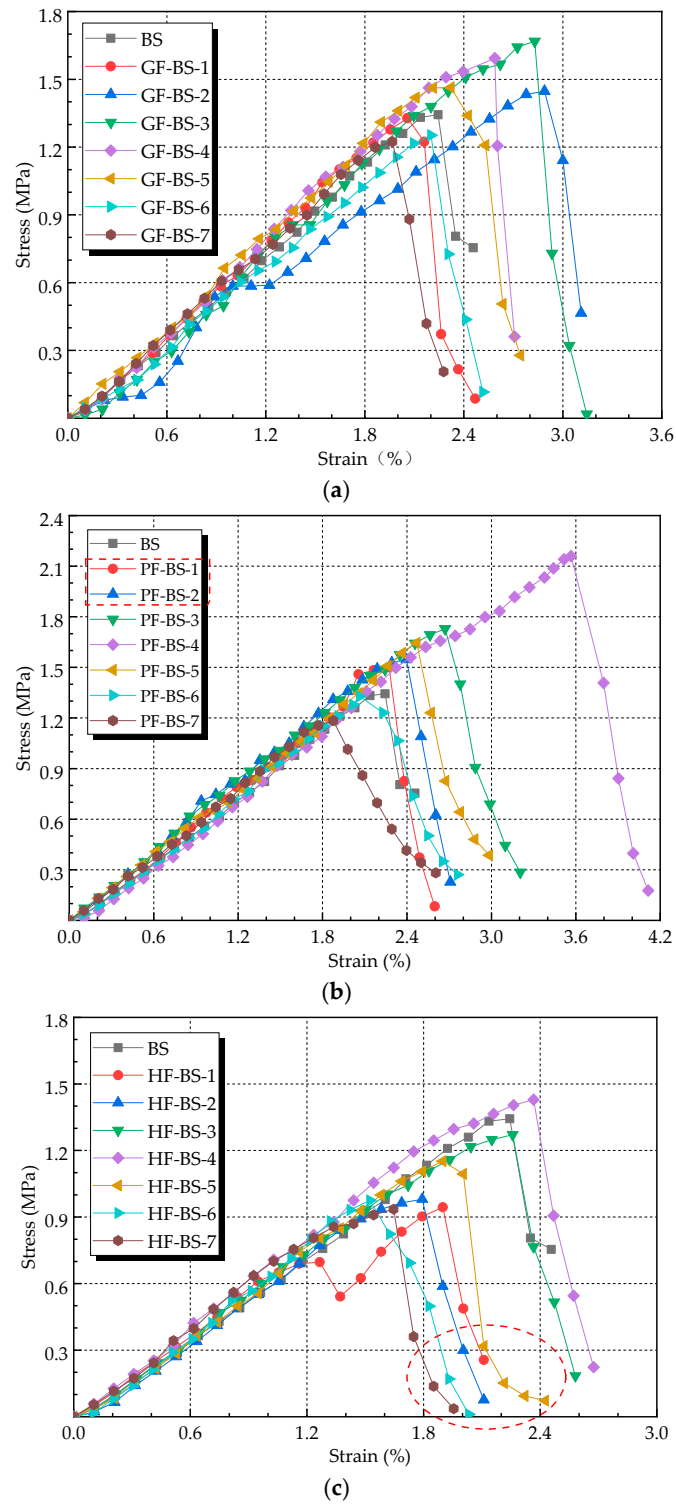 1.8
1.5
1.2
0.9
0.6
0.3
Stress (MPa)
BS
GF-BS-1
GF-BS-2
GF-BS-3
GF-BS-4
GF-BS-5
GF-BS-6
GF-BS-7
0.0 0.6 1.2 1.8 2.4 3.0 3.6
Strain（%）
(a)
2.4
2.1
1.8
1.5
1.2
0.9
0.6
0.3
Stress (MPa)
BS
PF-BS-1
PF-BS-2
PF-BS-3
PF-BS-4
PF-BS-5
PF-BS-6
PF-BS-7
0.0 0.6 1.2 1.8 2.4 3.0 3.6 4.2
Strain (%)
(b)
1.8
1.5
1.2
0.9
0.6
0.3
Stress (MPa)
BS
HF-BS-1
HF-BS-2
HF-BS-3
HF-BS-4
HF-BS-5
HF-BS-6
HF-BS-7
0.0 0.6 1.2 1.8 2.4 3.0
Strain (%)
(c)